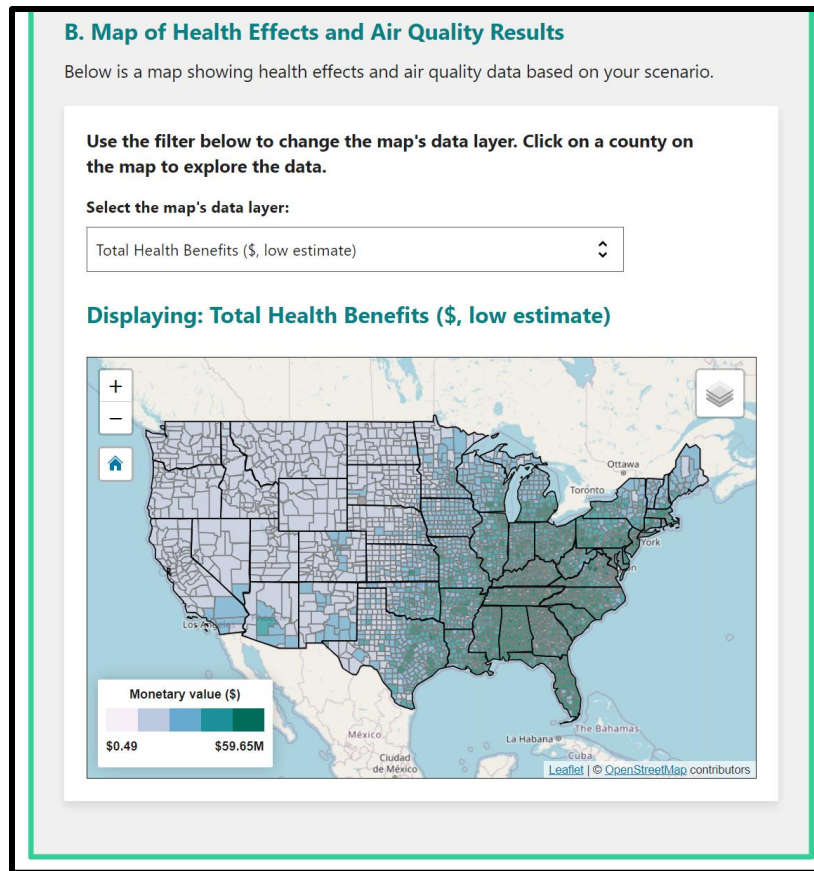 B. Map of Health Effects and Air Quality Results
Below is a map showing health effects and air quality data based on your scenario.
Use the filter below to change the map's data layer. Click on a county on
the map to explore the data.
Select the map's data layer:
Total Health Benefits ($, low estimate)
Displaying: Total Health Benefits ($, low estimate)
+
−
Ottawa
Toronto
York
Los
Monetary value ($)
$0.49 $59.65M
México
Ciudad
de México
La Habana
The Bahamas
Cuba
Leaflet | © OpenStreetMap contributors